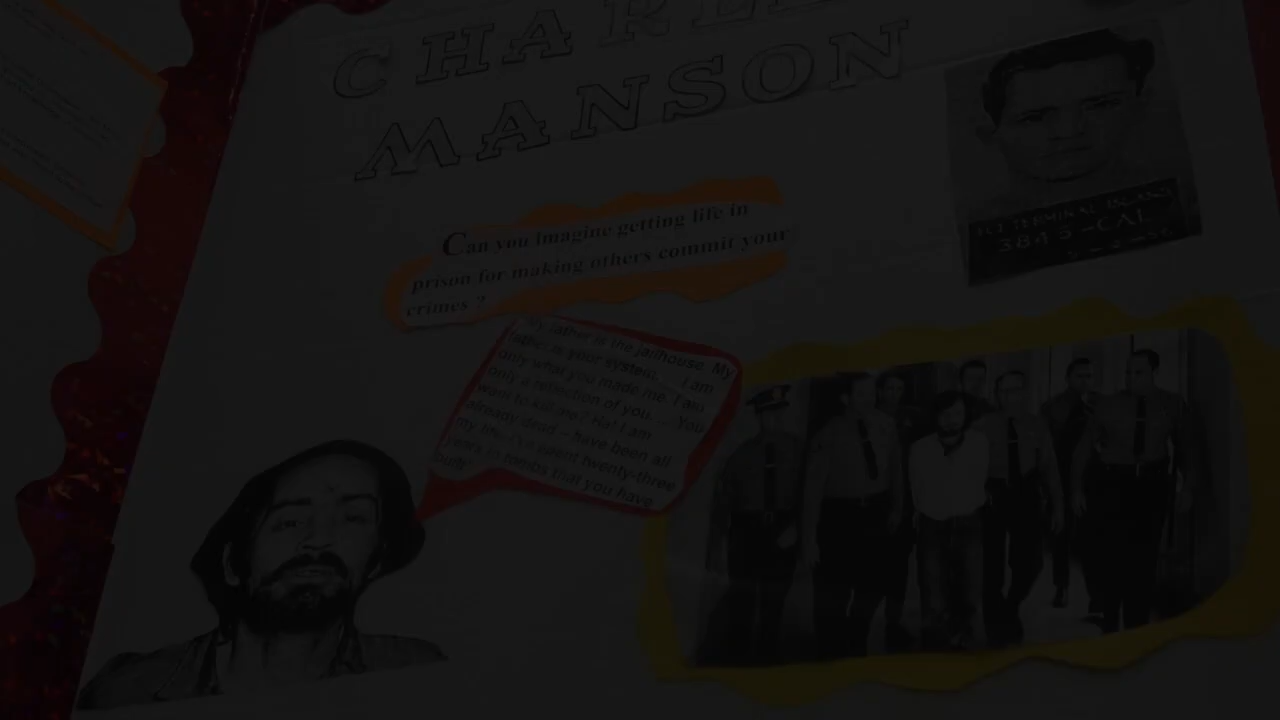 CHARL
MANSON
Can you imagine getting life in
prison for making others commit your
crimes ?
My father is the jailhouse. My
father is your system. ... I am
only what you made me. I am
only a reflection of you. ... You
want to kill me? Ha! I am
already dead – have been all
my life. I've spent twenty-three
years in tombs that you have
built"
3845-CAL